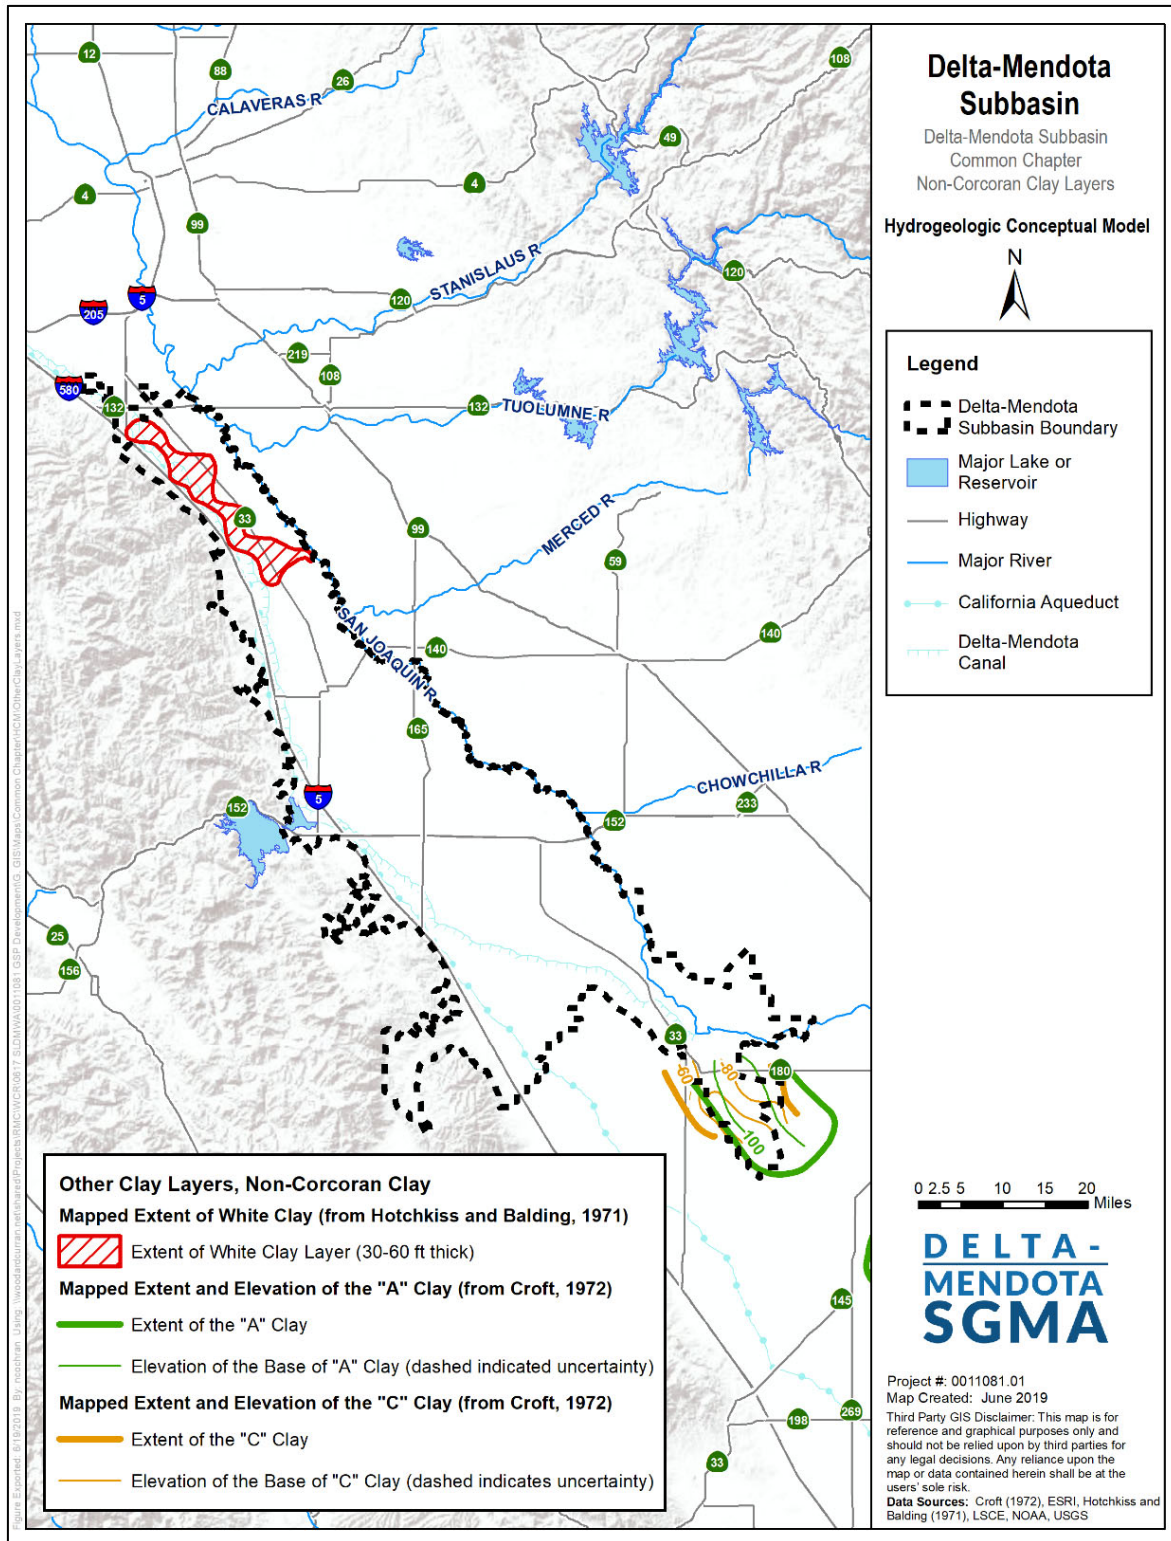 Delta-Mendota
Subbasin
Delta-Mendota Subbasin
Common Chapter
Non-Corcoran Clay Layers
Hydrogeologic Conceptual Model
N
Legend
Delta-Mendota
Subbasin Boundary
Major Lake or
Reservoir
Highway
Major River
California Aqueduct
Delta-Mendota
Canal
0 2.5 5 10 15 20
Miles
DELTA-
MENDOTA
SGMA
Project #: 0011081.01
Map Created: June 2019
Third Party GIS Disclaimer: This map is for
reference and graphical purposes only and
should not be relied upon by third parties for
any legal decisions. Any reliance upon the
map or data contained herein shall be at the
users' sole risk.
Data Sources: Croft (1972), ESRI, Hotchkiss and
Balding (1971), LSCE, NOAA, USGS
12
88
26
108
CALAVERAS R
49
4
4
99
STANISLAUS R
120
5
205
120
219
108
580
132
132
TUOLUMNE R
33
99
MERCED R
59
SAN JOAQUIN R
140
140
165
CHOWCHILLA R
5
152
233
152
25
156
33
180
-60
-80
100
145
269
198
33
Other Clay Layers, Non-Corcoran Clay
Mapped Extent of White Clay (from Hotchkiss and Balding, 1971)
Extent of White Clay Layer (30-60 ft thick)
Mapped Extent and Elevation of the "A" Clay (from Croft, 1972)
Extent of the "A" Clay
Elevation of the Base of "A" Clay (dashed indicated uncertainty)
Mapped Extent and Elevation of the "C" Clay (from Croft, 1972)
Extent of the "C" Clay
Elevation of the Base of "C" Clay (dashed indicates uncertainty)